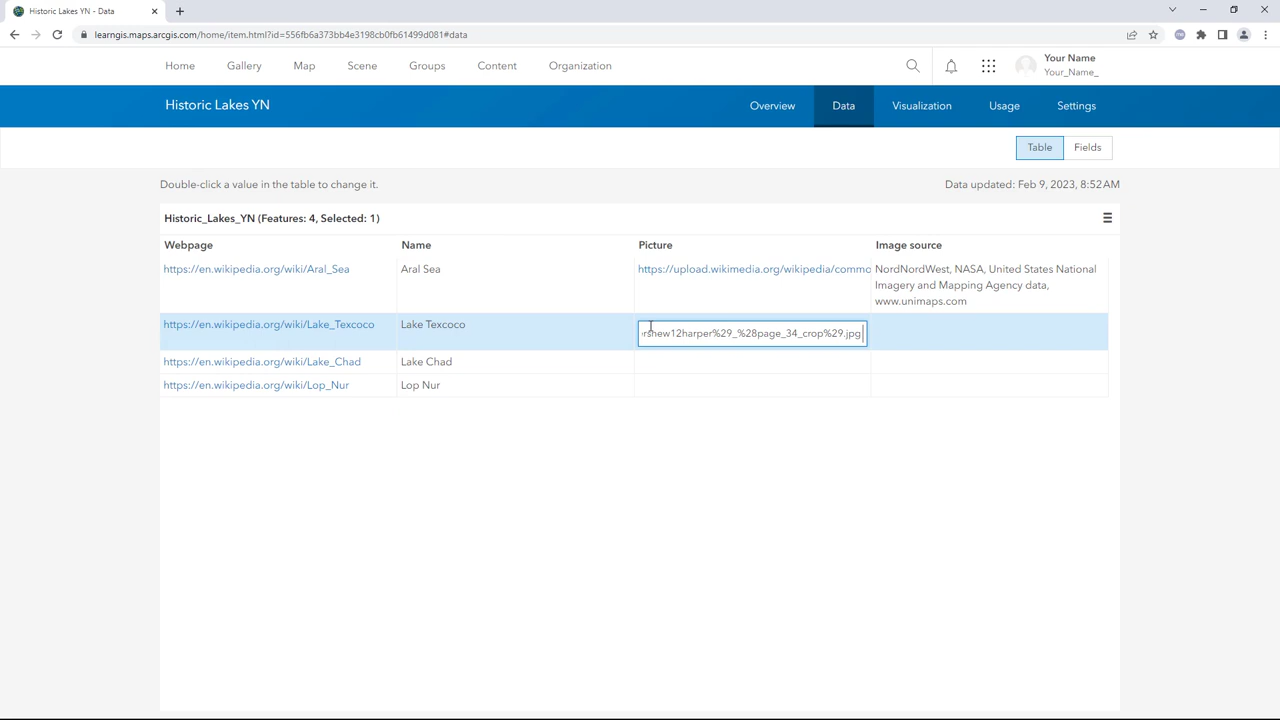 Historic Lakes YN - Data
learngis.maps.arcgis.com/home/item.html?id=556fb6a373bb4e3198cb0fb61499d081#data
Home Gallery Map Scene Groups Content Organization
Your Name
Your_Name_
Historic Lakes YN
Overview Data Visualization Usage Settings
Table Fields
Double-click a value in the table to change it.
Data updated: Feb 9, 2023, 8:52AM
Historic_Lakes_YN (Features: 4, Selected: 1)
Webpage Name Picture Image source
https://en.wikipedia.org/wiki/Aral_Sea Aral Sea https://upload.wikimedia.org/wikipedia/commo NordNordWest, NASA, United States National
Imagery and Mapping Agency data,
www.unimaps.com
https://en.wikipedia.org/wiki/Lake_Texcoco Lake Texcoco
rsnew12harper%29_%28page_34_crop%29.jpg
https://en.wikipedia.org/wiki/Lake_Chad Lake Chad
https://en.wikipedia.org/wiki/Lop_Nur Lop Nur